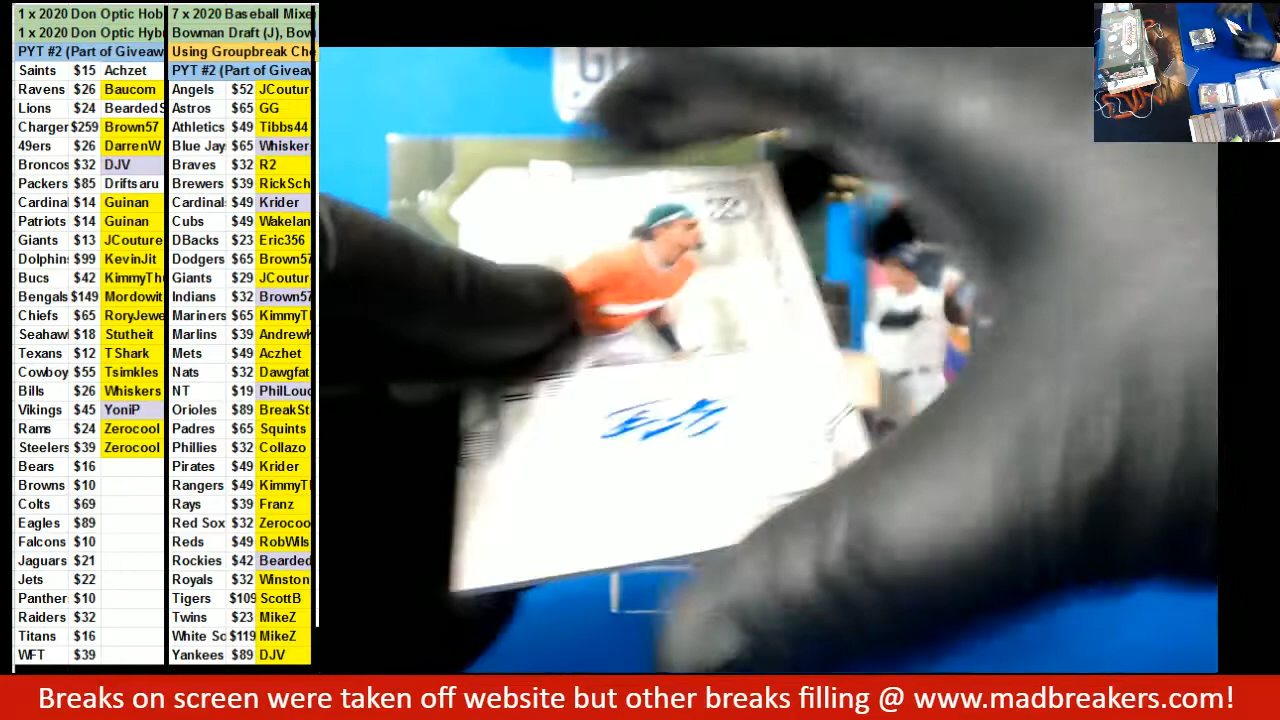 1 x 2020 Don Optic Hob
1 x 2020 Don Optic Hybr
PYT #2 (Part of Giveaw
Saints $15 Achzet
Ravens $26 Baucom
Lions $24 BeardedS
Charger $259 Brown57
49ers $26 DarrenW
Broncos $32 DJV
Packers $85 Driftsaru
Cardinal $14 Guinan
Patriots $14 Guinan
Giants $13 JCouture
Dolphin $99 KevinJit
Bucs $42 KimmyTh
Bengals $149 Mordowit
Chiefs $65 RoryJewe
Seahaw $18 Stutheit
Texans $12 TShark
Cowboy $55 Tsimkles
Bills $26 Whiskers
Vikings $45 YoniP
Rams $24 Zerocool
Steelers $39 Zerocool
Bears $16
Browns $10
Colts $69
Eagles $89
Falcons $10
Jaguars $21
Jets $22
Panther $10
Raiders $32
Titans $16
WFT $39
7 x 2020 Baseball Mixe
Bowman Draft (J), Bow
Using Groupbreak Che
PYT #2 (Part of Giveaw
Angels $52 JCoutur
Astros $65 GG
Athletics $49 Tibbs44
Blue Jay $65 Whisker
Braves $32 R2
Brewers $39 RickSch
Cardinal $49 Krider
Cubs $49 Wakelan
DBacks $23 Eric356
Dodgers $65 Brown57
Giants $29 JCoutur
Indians $32 Brown57
Mariners $65 KimmyTh
Marlins $39 AndrewK
Mets $49 Aczhet
Nats $32 Dawgfat
NT $19 PhilLou
Orioles $89 BreakSt
Padres $65 Squints
Phillies $32 Collazo
Pirates $49 Krider
Rangers $49 KimmyTh
Rays $39 Franz
Red Sox $32 Zerocoo
Reds $49 RobWils
Rockies $42 Bearded
Royals $32 Winston
Tigers $109 ScottB
Twins $23 MikeZ
White So $119 MikeZ
Yankees $89 DJV
Breaks on screen were taken off website but other breaks filling @ www.madbreakers.com!